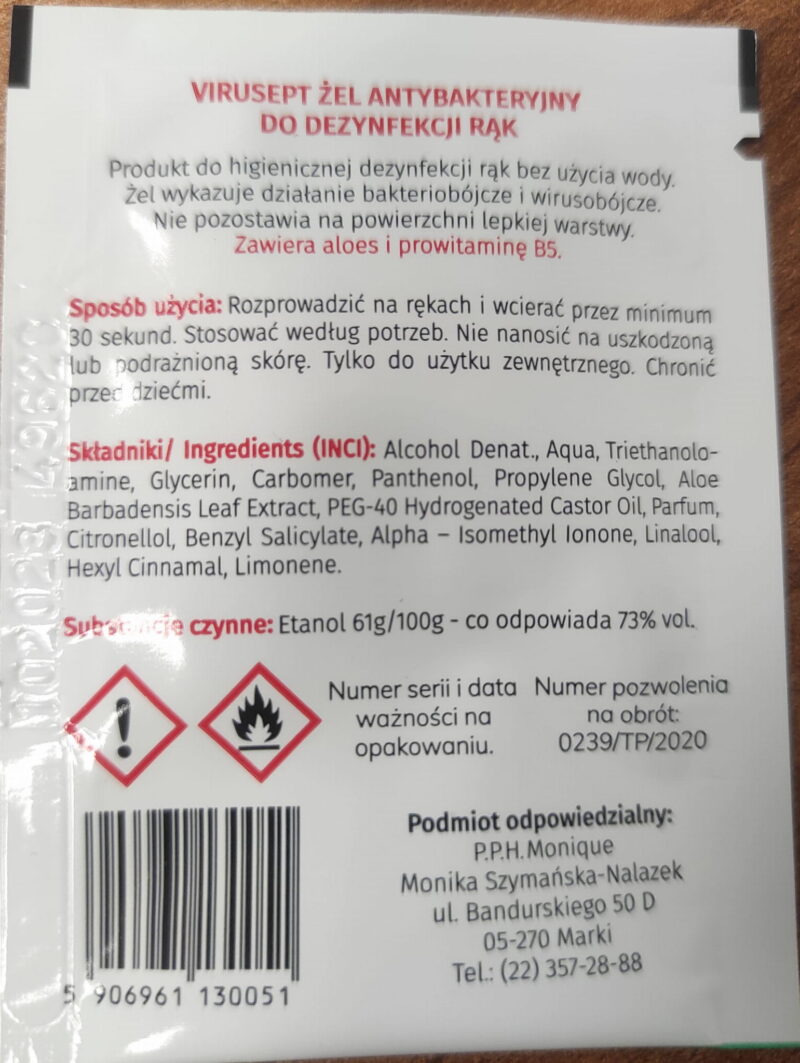 VIRUSEPT ŻEL ANTYBAKTERYJNY
DO DEZYNFEKCJI RĄK
Produkt do higienicznej dezynfekcji rąk bez użycia wody.
Żel wykazuje działanie bakteriobójcze i wirusobójcze.
Nie pozostawia na powierzchni lepkiej warstwy.
Zawiera aloes i prowitaminę B5.
Sposób użycia: Rozprowadzić na rękach i wcierać przez minimum
30 sekund. Stosować według potrzeb. Nie nanosić na uszkodzoną
lub podrażnioną skórę. Tylko do użytku zewnętrznego. Chronić
przed dziećmi.
Składniki/ Ingredients (INCI): Alcohol Denat., Aqua, Triethanolo-
amine, Glycerin, Carbomer, Panthenol, Propylene Glycol, Aloe
Barbadensis Leaf Extract, PEG-40 Hydrogenated Castor Oil, Parfum,
Citronellol, Benzyl Salicylate, Alpha – Isomethyl Ionone, Linalool,
Hexyl Cinnamal, Limonene.
Substancje czynne: Etanol 61g/100g - co odpowiada 73% vol.
Numer serii i data
ważności na
opakowaniu.
Numer pozwolenia
na obrót:
0239/TP/2020
Podmiot odpowiedzialny:
P.P.H.Monique
Monika Szymańska-Nalazek
ul. Bandurskiego 50 D
05-270 Marki
Tel.: (22) 357-28-88
5 906961 130051